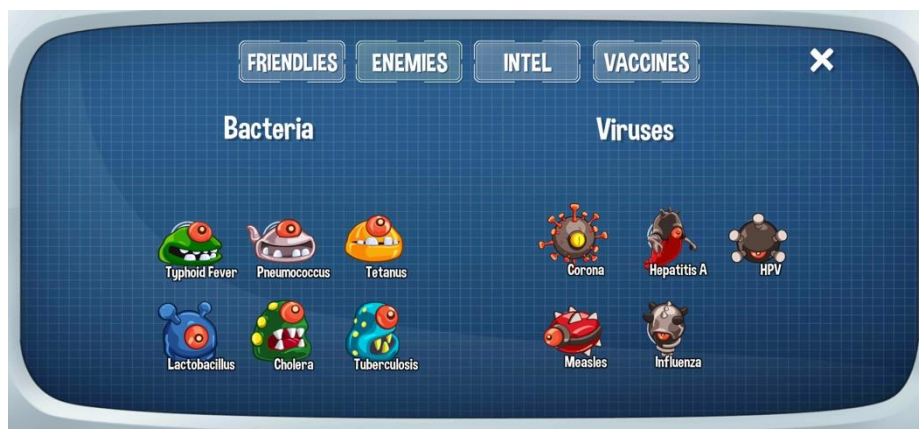 FRIENDLIES ENEMIES INTEL VACCINES
Bacteria
Viruses
Typhoid Fever Pneumococcus Tetanus
Lactobacillus Cholera Tuberculosis
Corona Hepatitis A HPV
Measles Influenza